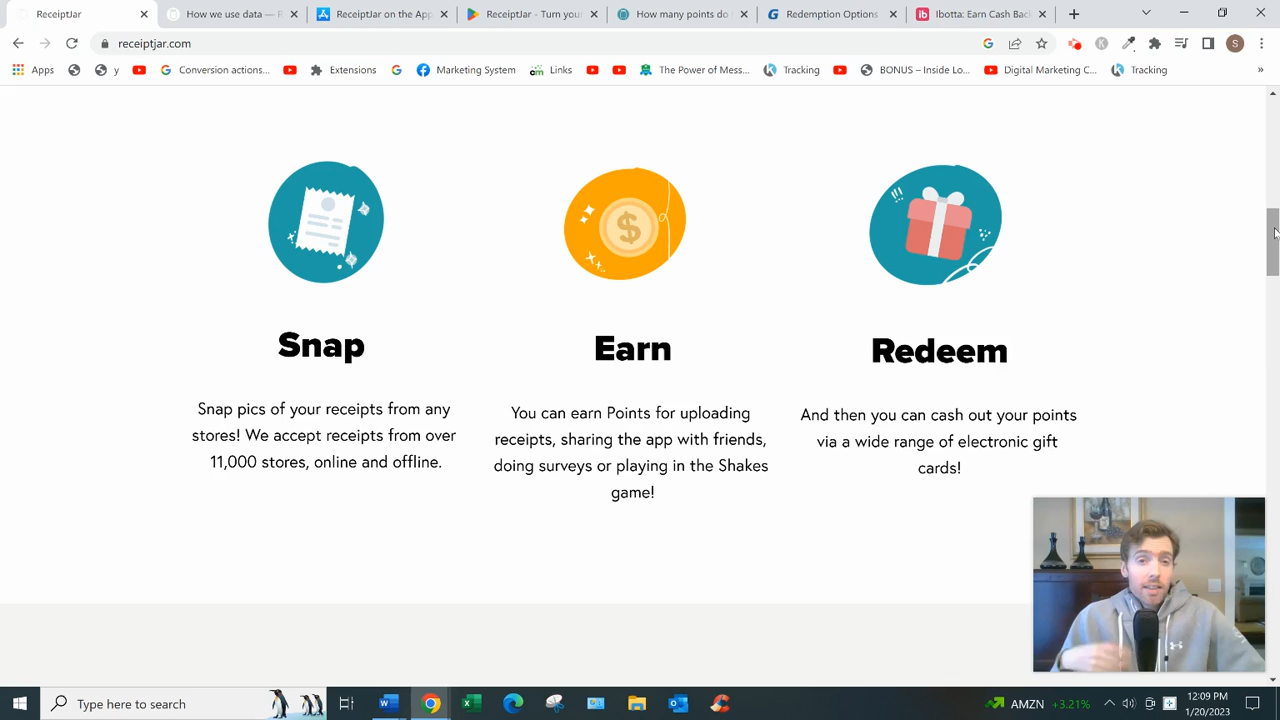 ReceiptJar
How we use data — R
ReceiptJar on the App
ReceiptJar - Turn your
How many points do
Redemption Options
Ibotta: Earn Cash Back
receiptjar.com
S
Apps
y
Conversion actions...
Extensions
Marketing System
Links
The Power of Mess...
Tracking
BONUS – Inside Lo...
Digital Marketing C...
Tracking
»
Snap
Snap pics of your receipts from any
stores! We accept receipts from over
11,000 stores, online and offline.
Earn
You can earn Points for uploading
receipts, sharing the app with friends,
doing surveys or playing in the Shakes
game!
Redeem
And then you can cash out your points
via a wide range of electronic gift
cards!
Type here to search
AMZN +3.21%
12:09 PM
1/20/2023